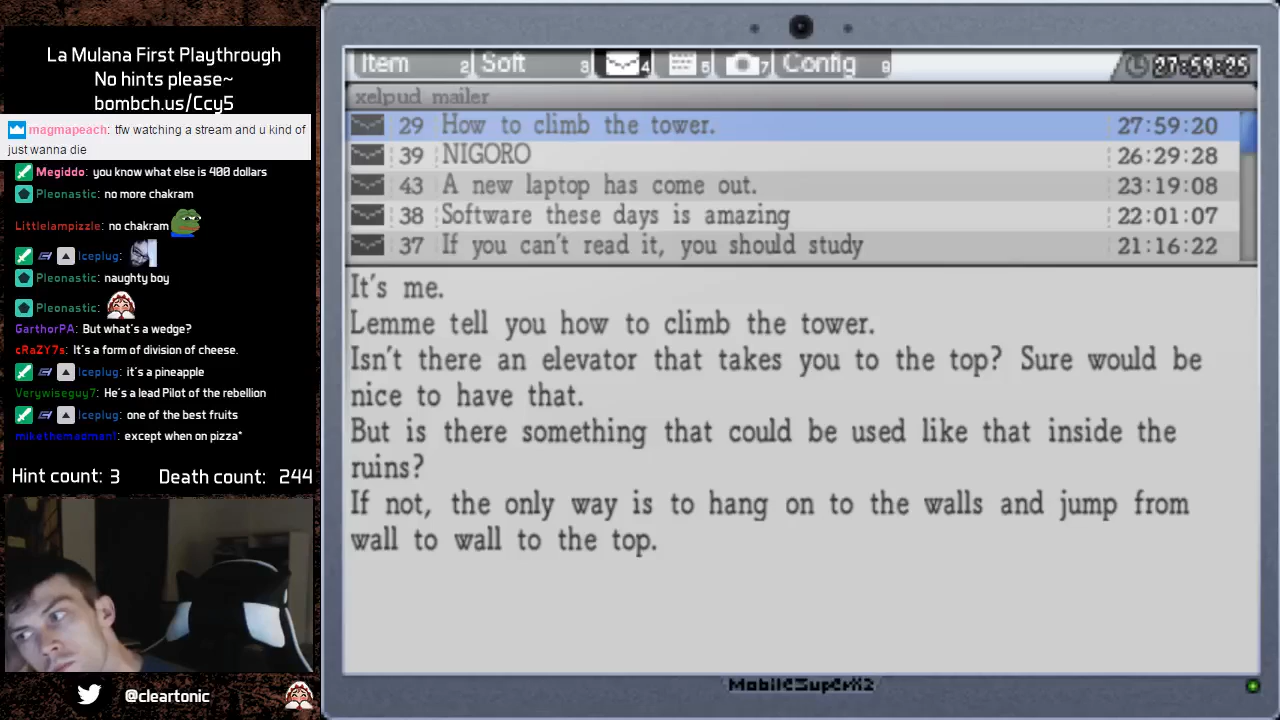 La Mulana First Playthrough
No hints please~
bombch.us/Ccy5
magmapeach: tfw watching a stream and u kind of
just wanna die
Megiddo: you know what else is 400 dollars
Pleonastic: no more chakram
Littlelampizzle: no chakram
Iceplug:
Pleonastic: naughty boy
Pleonastic:
GarthorPA: But what's a wedge?
cRaZY7s: It's a form of division of cheese.
Iceplug: it's a pineapple
Verywiseguy7: He's a lead Pilot of the rebellion
Iceplug: one of the best fruits
mikethemadman1: except when on pizza*
Hint count: 3 Death count: 244
@cleartonic
Item 2 Soft 3 4 5 7 Config 8 27:59:25
xelpud mailer
29 How to climb the tower. 27:59:20
39 NIGORO 26:29:28
43 A new laptop has come out. 23:19:08
38 Software these days is amazing 22:01:07
37 If you can't read it, you should study 21:16:22
It's me.
Lemme tell you how to climb the tower.
Isn't there an elevator that takes you to the top? Sure would be
nice to have that.
But is there something that could be used like that inside the
ruins?
If not, the only way is to hang on to the walls and jump from
wall to wall to the top.
MobileSuperX2